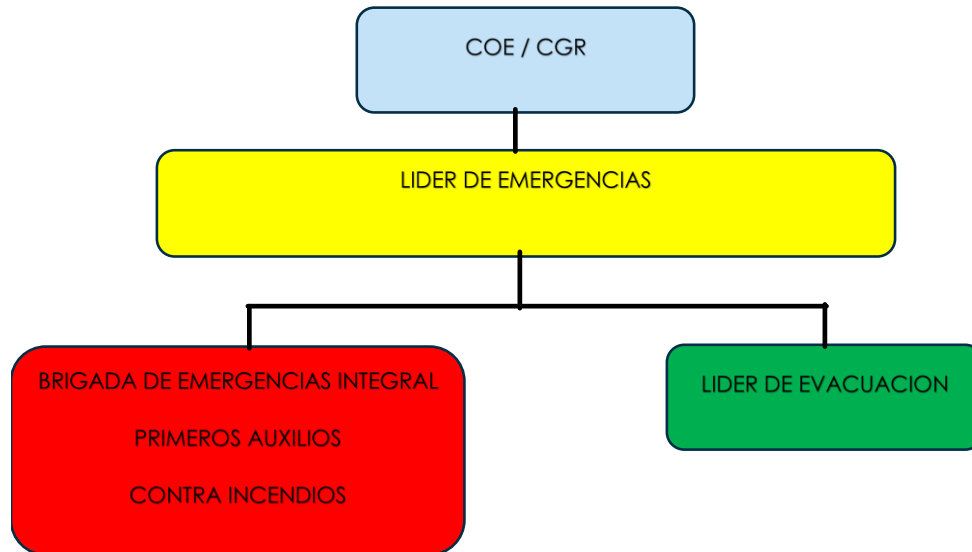 COE / CGR
LIDER DE EMERGENCIAS
BRIGADA DE EMERGENCIAS INTEGRAL
PRIMEROS AUXILIOS
CONTRA INCENDIOS
LIDER DE EVACUACION